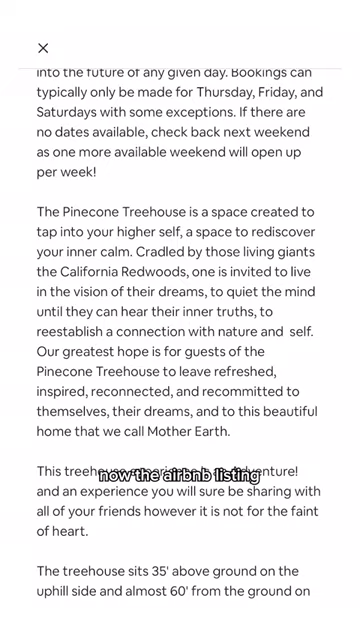 into the future of any given day. Bookings can
typically only be made for Thursday, Friday, and
Saturdays with some exceptions. If there are
no dates available, check back next weekend
as one more available weekend will open up
per week!
The Pinecone Treehouse is a space created to
tap into your higher self, a space to rediscover
your inner calm. Cradled by those living giants
the California Redwoods, one is invited to live
in the vision of their dreams, to quiet the mind
until they can hear their inner truths, to
reestablish a connection with nature and self.
Our greatest hope is for guests of the
Pinecone Treehouse to leave refreshed,
inspired, reconnected, and recommitted to
themselves, their dreams, and to this beautiful
home that we call Mother Earth.
This
now the airbnb listing
and an experience you will sure be sharing with
all of your friends however it is not for the faint
of heart.
The treehouse sits 35' above ground on the
uphill side and almost 60' from the ground on